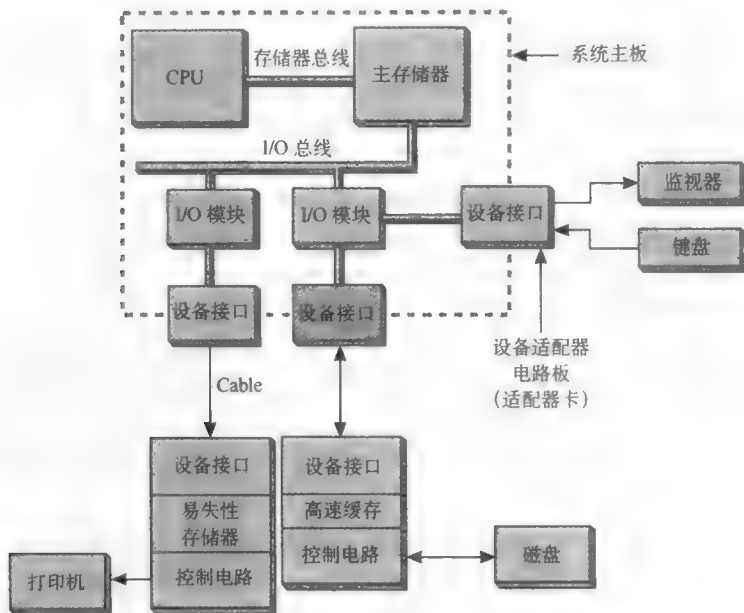 CPU
存储器总线
主存储器
系统主板
I/O 总线
I/O 模块
I/O 模块
设备接口
监视器
键盘
设备接口
设备接口
设备适配器
电路板
(适配器卡)
Cable
设备接口
易失性
存储器
控制电路
设备接口
高速缓存
控制电路
打印机
磁盘